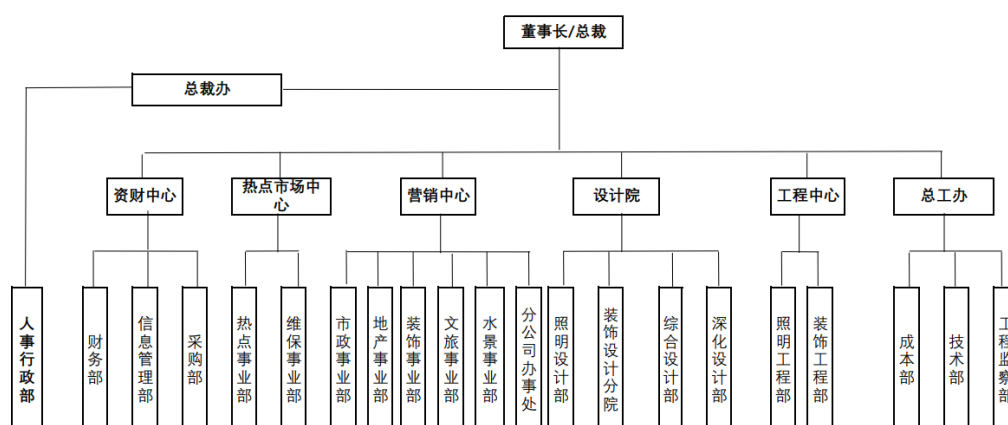 董事长/总裁
总裁办
资财中心
热点市场中
心
营销中心
设计院
工程中心
总工办
人事行政部
财务部
信息管理部
采购部
热点事业部
维保事业部
市政事业部
地产事业部
装饰事业部
文旅事业部
水景事业部
分公司办事处
照明设计部
装饰设计分院
综合设计部
深化设计部
照明工程部
装饰工程部
成本部
技术部
工程监察部